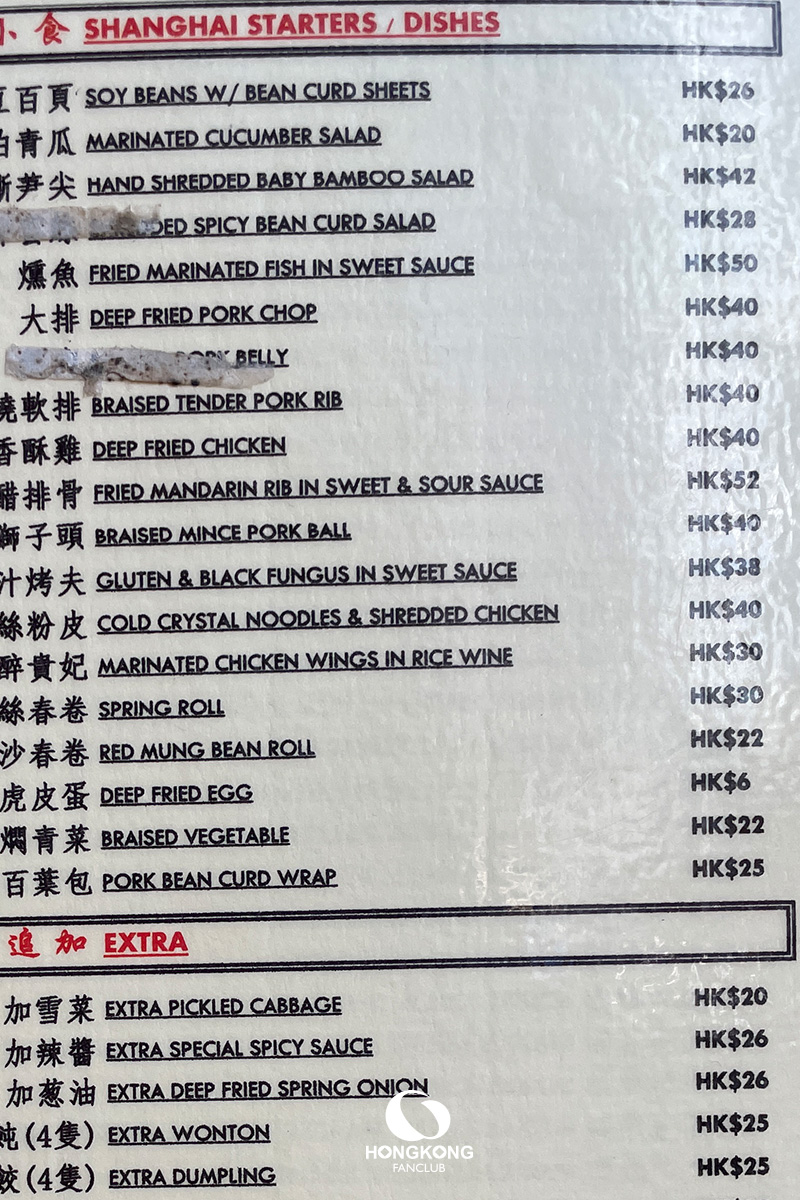 小食 SHANGHAI STARTERS / DISHES
百頁 SOY BEANS W/ BEAN CURD SHEETS HK$26
青瓜 MARINATED CUCUMBER SALAD HK$20
笋尖 HAND SHREDDED BABY BAMBOO SALAD HK$42
SPICY BEAN CURD SALAD HK$28
燻魚 FRIED MARINATED FISH IN SWEET SAUCE HK$50
大排 DEEP FRIED PORK CHOP HK$40
PORK BELLY HK$40
燒軟排 BRAISED TENDER PORK RIB HK$40
香酥雞 DEEP FRIED CHICKEN HK$40
醋排骨 FRIED MANDARIN RIB IN SWEET & SOUR SAUCE HK$52
獅子頭 BRAISED MINCE PORK BALL HK$40
汁烤夫 GLUTEN & BLACK FUNGUS IN SWEET SAUCE HK$38
絲粉皮 COLD CRYSTAL NOODLES & SHREDDED CHICKEN HK$40
醉貴妃 MARINATED CHICKEN WINGS IN RICE WINE HK$30
絲春卷 SPRING ROLL HK$30
沙春卷 RED MUNG BEAN ROLL HK$22
虎皮蛋 DEEP FRIED EGG HK$6
燜青菜 BRAISED VEGETABLE HK$22
百葉包 PORK BEAN CURD WRAP HK$25
追加 EXTRA
加雪菜 EXTRA PICKLED CABBAGE HK$20
加辣醬 EXTRA SPECIAL SPICY SAUCE HK$26
加葱油 EXTRA DEEP FRIED SPRING ONION HK$26
飩(4隻) EXTRA WONTON HK$25
餃(4隻) EXTRA DUMPLING HK$25
HONGKONG
FANCLUB